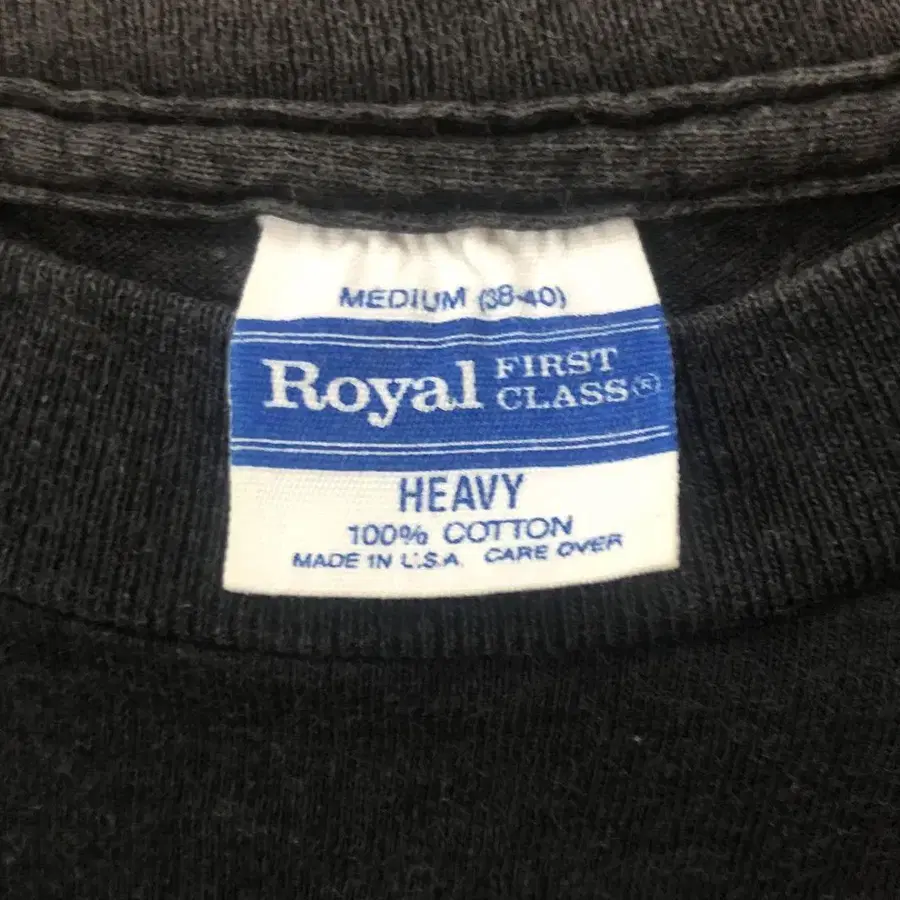 MEDIUM (38-40)
Royal FIRST CLASS®
HEAVY
100% COTTON
MADE IN U.S.A. CARE OVER